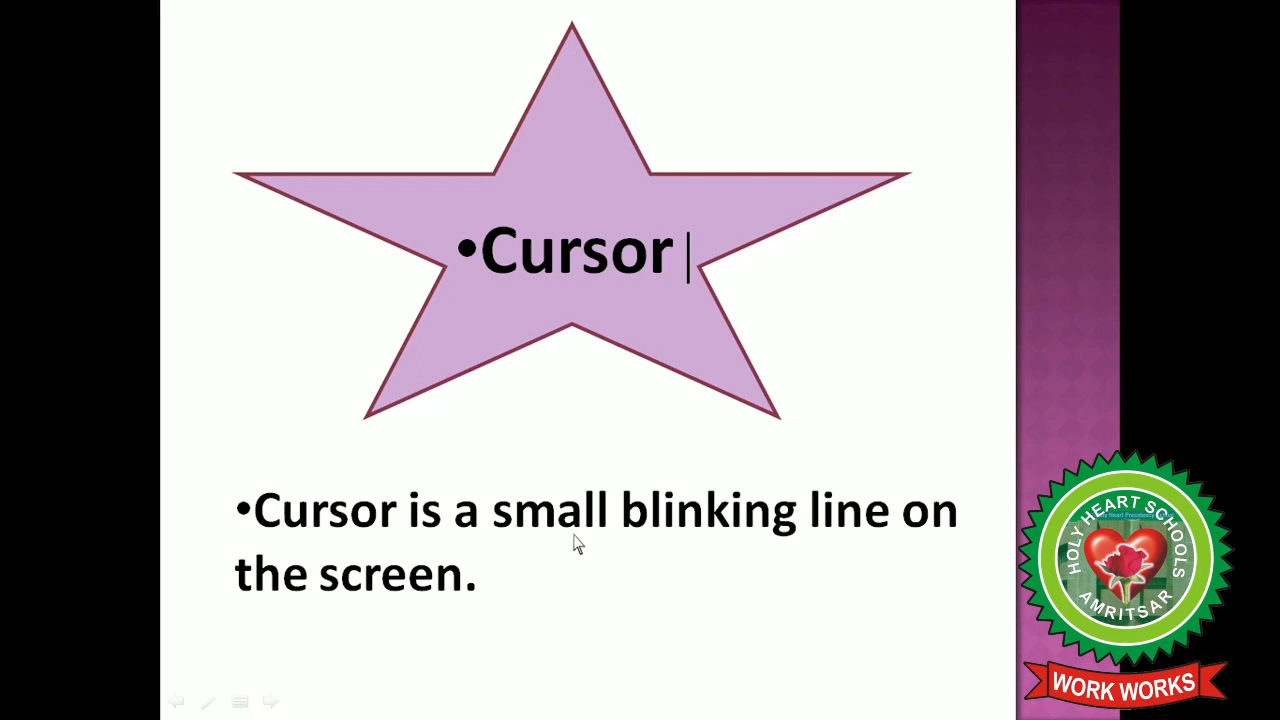 •Cursor |
•Cursor is a small blinking line on
the screen.
HOLY HEART SCHOOLS
AMRITSAR
WORK WORKS